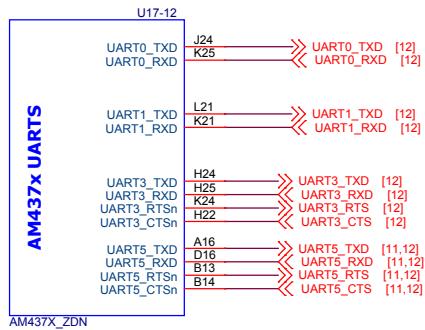 U17-12
UART0_TXD J24 UART0_TXD [12]
UART0_RXD K25 UART0_RXD [12]
UART1_TXD L21 UART1_TXD [12]
UART1_RXD K21 UART1_RXD [12]
AM437x UARTS
UART3_TXD H24 UART3_TXD [12]
UART3_RXD H25 UART3_RXD [12]
UART3_RTSn K24 UART3_RTS [12]
UART3_CTSn H22 UART3_CTS [12]
UART5_TXD A16 UART5_TXD [11,12]
UART5_RXD D16 UART5_RXD [11,12]
UART5_RTSn B13 UART5_RTS [11,12]
UART5_CTSn B14 UART5_CTS [11,12]
AM437X_ZDN